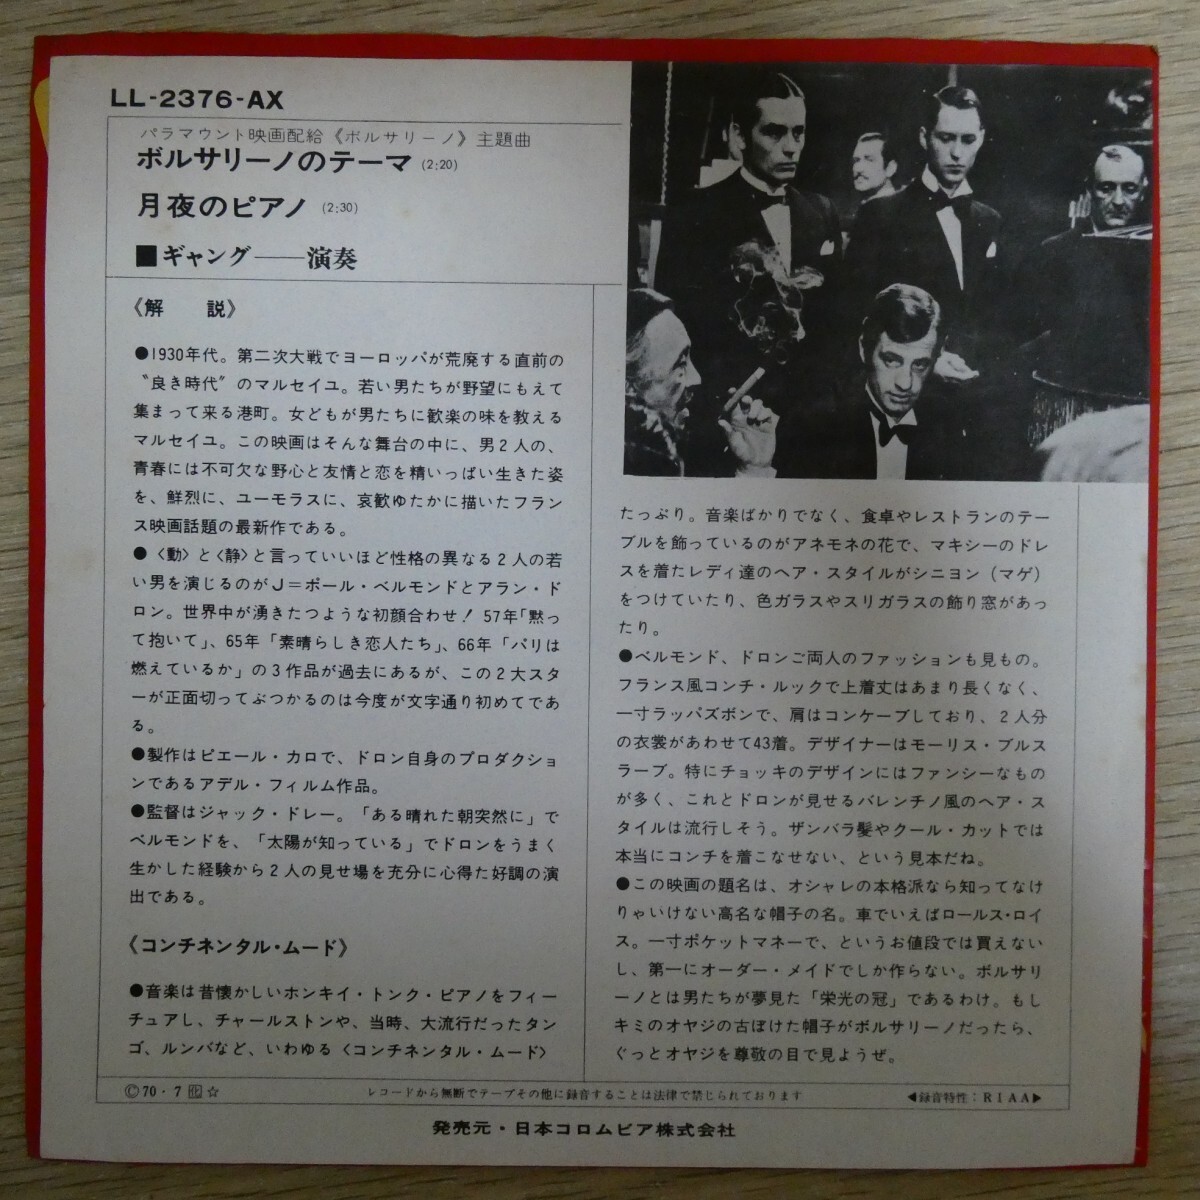 LL-2376-AX
パラマウント映画配給《ボルサリーノ》主題曲
ボルサリーノのテーマ (2:20)
月夜のピアノ (2:30)
■ギャング――演奏
《解　説》
●1930年代。第二次大戦でヨーロッパが荒廃する直前の
〝良き時代〟のマルセイユ。若い男たちが野望にもえて
集まって来る港町。女どもが男たちに歓楽の味を教える
マルセイユ。この映画はそんな舞台の中に、男2人の、
青春には不可欠な野心と友情と恋を精いっぱい生きた姿
を、鮮烈に、ユーモラスに、哀歓ゆたかに描いたフラン
ス映画話題の最新作である。
●〈動〉と〈静〉と言っていいほど性格の異なる2人の若
い男を演じるのがJ=ポール・ベルモンドとアラン・ド
ロン。世界中が湧きたつような初顔合わせ！57年「黙っ
て抱いて」、65年「素晴らしき恋人たち」、66年「パリは
燃えているか」の3作品が過去にあるが、この2大スタ
ーが正面切ってぶつかるのは今度が文字通り初めてであ
る。
●製作はピエール・カロで、ドロン自身のプロダクショ
ンであるアデル・フィルム作品。
●監督はジャック・ドレー。「ある晴れた朝突然に」で
ベルモンドを、「太陽が知っている」でドロンをうまく
生かした経験から2人の見せ場を充分に心得た好調の演
出である。
《コンチネンタル・ムード》
●音楽は昔懐かしいホンキイ・トンク・ピアノをフィー
チュアし、チャールストンや、当時、大流行だったタン
ゴ、ルンバなど、いわゆる〈コンチネンタル・ムード〉
たっぷり。音楽ばかりでなく、食卓やレストランのテー
ブルを飾っているのがアネモネの花で、マキシーのドレ
スを着たレディ達のヘア・スタイルがシニヨン（マゲ）
をつけていたり、色ガラスやスリガラスの飾り窓があっ
たり。
●ベルモンド、ドロンご両人のファッションも見もの。
フランス風コンチ・ルックで上着丈はあまり長くなく、
一寸ラッパズボンで、肩はコンケーブしており、2人分
の衣裳があわせて43着。デザイナーはモーリス・ブルス
ラーブ。特にチョッキのデザインにはファンシーなもの
が多く、これとドロンが見せるバレンチノ風のヘア・ス
タイルは流行しそう。ザンバラ髪やクール・カットでは
本当にコンチを着こなせない、という見本だね。
●この映画の題名は、オシャレの本格派なら知ってなけ
りゃいけない高名な帽子の名。車でいえばロールス・ロイ
ス。一寸ポケットマネーで、というお値段では買えない
し、第一にオーダー・メイドでしか作らない。ボルサリ
ーノとは男たちが夢見た「栄光の冠」であるわけ。もし
キミのオヤジの古ぼけた帽子がボルサリーノだったら、
ぐっとオヤジを尊敬の目で見ようぜ。
Ⓒ70・7 ☆
レコードから無断でテープその他に録音することは法律で禁じられております
◀録音特性：RIAA▶
発売元・日本コロムビア株式会社